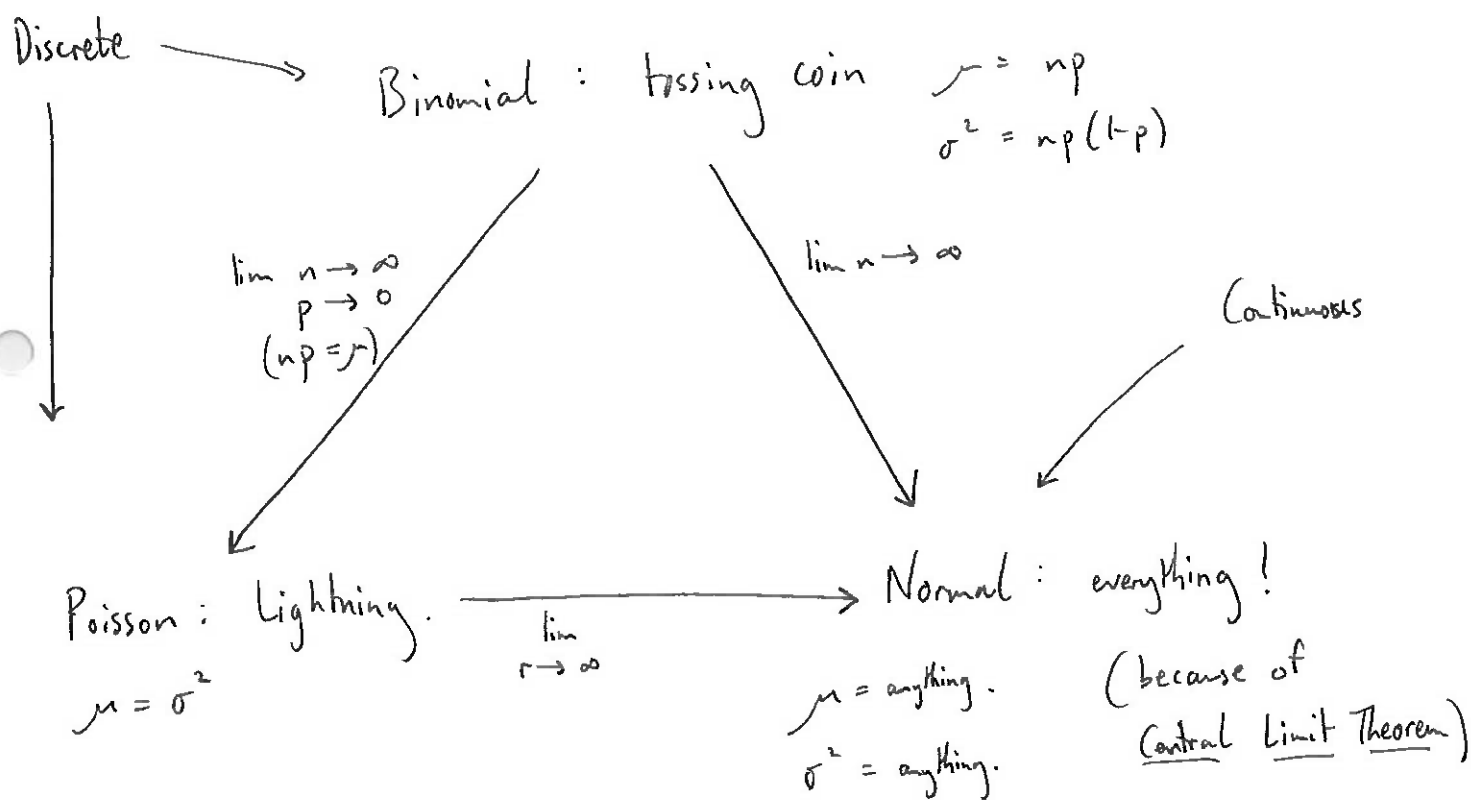 Discrete
Binomial : tossing coin
μ = np
σ² = np(1-p)
lim n → ∞
p → 0
(np = μ)
lim n → ∞
Continuous
Poisson : Lightning.
μ = σ²
lim
r → ∞
Normal : everything!
(because of
Central Limit Theorem)
μ = anything.
σ² = anything.